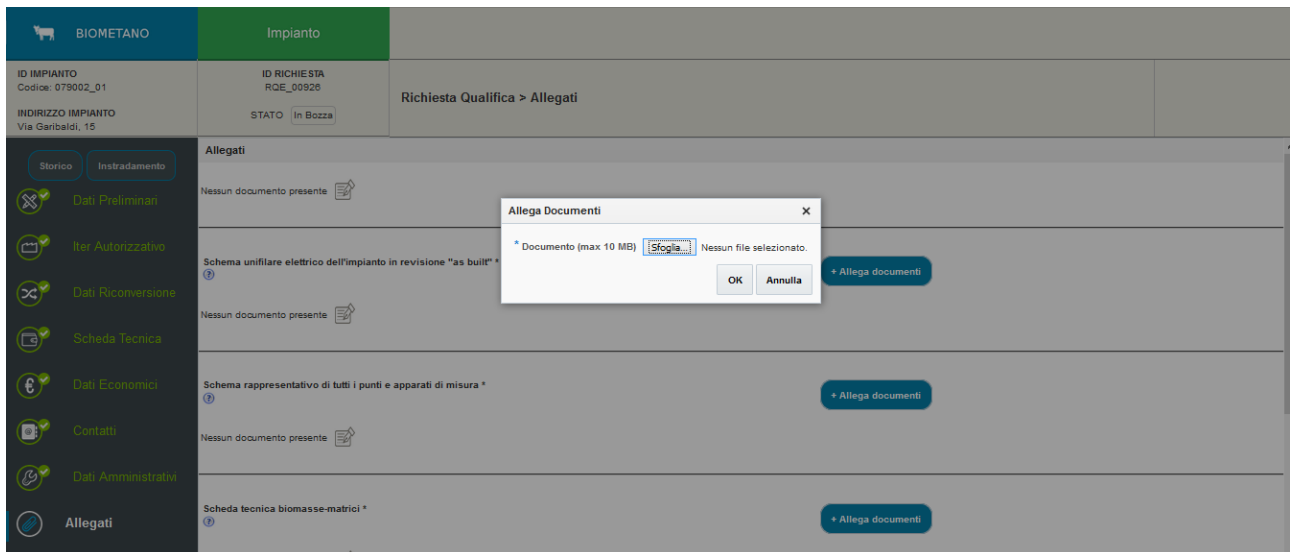 BIOMETANO
Impianto
ID IMPIANTO
Codice: 079002_01
INDIRIZZO IMPIANTO
Via Garibaldi, 15
ID RICHIESTA
RQE_00926
STATO In Bozza
Richiesta Qualifica > Allegati
Storico
Instradamento
Dati Preliminari
Iter Autorizzativo
Dati Riconversione
Scheda Tecnica
Dati Economici
Contatti
Dati Amministrativi
Allegati
Allegati
Nessun documento presente
Allega Documenti
* Documento (max 10 MB) Sfoglia... Nessun file selezionato.
OK Annulla
Schema unifilare elettrico dell'impianto in revisione "as built" *
+ Allega documenti
Nessun documento presente
Schema rappresentativo di tutti i punti e apparati di misura *
+ Allega documenti
Nessun documento presente
Scheda tecnica biomasse-matrici *
+ Allega documenti